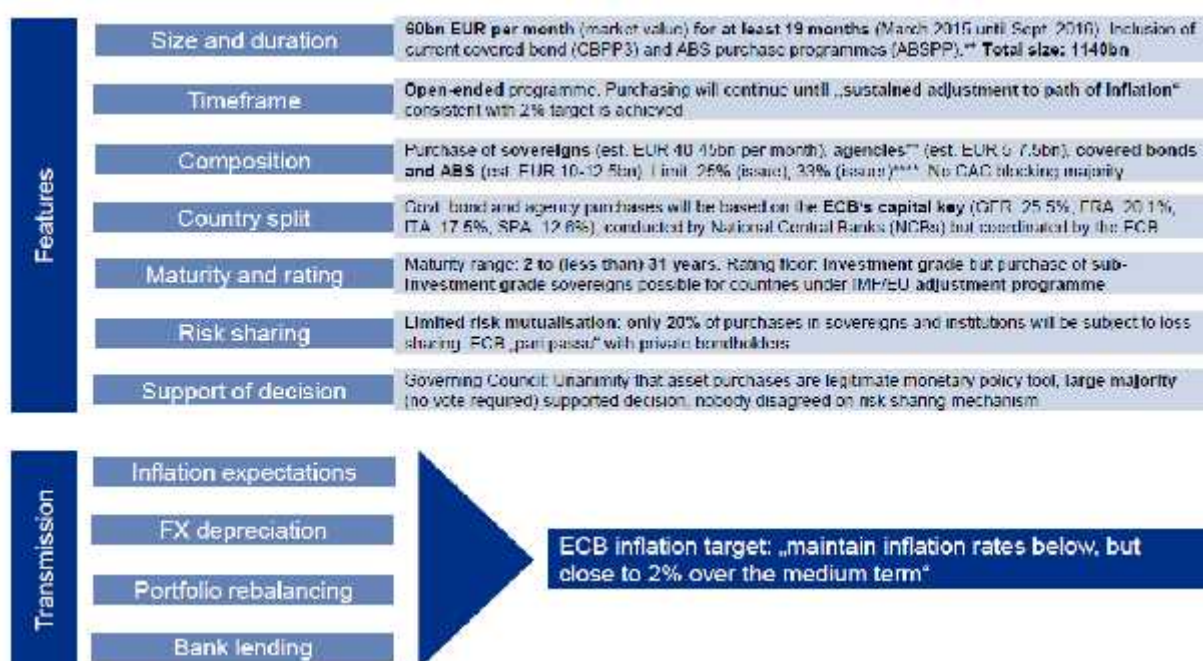 Features
Size and duration
60bn EUR per month (market value) for at least 19 months (March 2015 until Sept. 2016). Inclusion of
current covered bond (CBPP3) and ABS purchase programmes (ABSPP).** Total size: 1140bn
Timeframe
Open-ended programme. Purchasing will continue until „sustained adjustment to path of inflation“
consistent with 2% target is achieved
Composition
Purchase of sovereigns (est. EUR 40-45bn per month), agencies** (est. EUR 5-7.5bn), covered bonds
and ABS (est. EUR 10-12.5bn). Limit: 25% (issue), 33% (issuer)****. No CAC blocking majority
Country split
Govt. bond and agency purchases will be based on the ECB's capital key (GER: 25.5%, FRA: 20.1%,
ITA: 17.5%, SPA: 12.6%), conducted by National Central Banks (NCBs) but coordinated by the ECB
Maturity and rating
Maturity range: 2 to (less than) 31 years. Rating floor: Investment grade but purchase of sub-
investment grade sovereigns possible for countries under IMF/EU adjustment programme
Risk sharing
Limited risk mutualisation: only 20% of purchases in sovereigns and institutions will be subject to loss
sharing. ECB „pari passu“ with private bondholders
Support of decision
Governing Council: Unanimity that asset purchases are legitimate monetary policy tool, large majority
(no vote required) supported decision, nobody disagreed on risk sharing mechanism
Transmission
Inflation expectations
FX depreciation
Portfolio rebalancing
Bank lending
ECB inflation target: „maintain inflation rates below, but
close to 2% over the medium term“